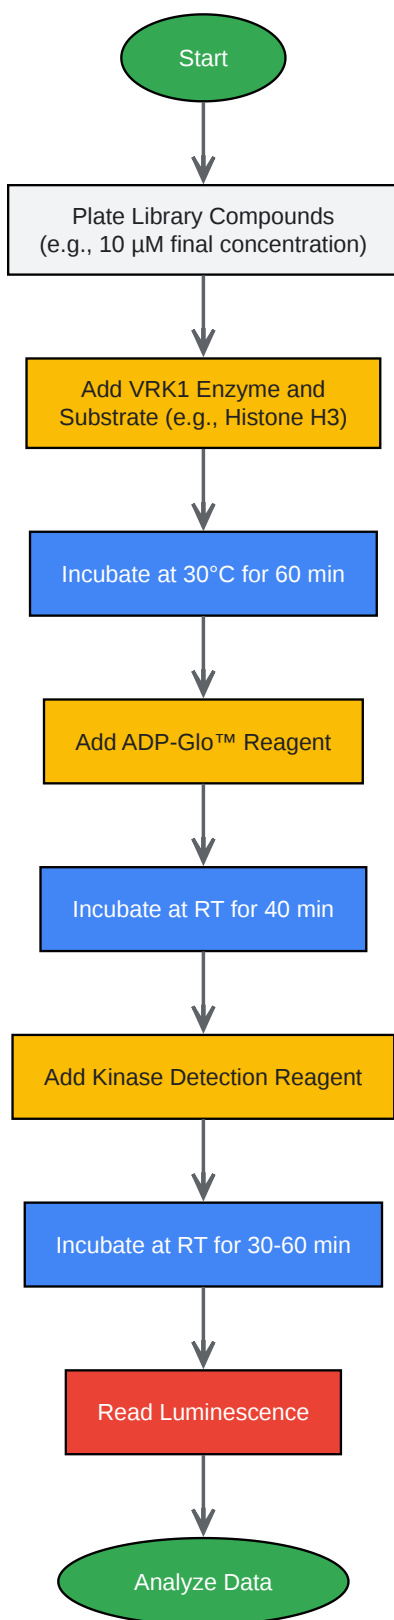 Start
Plate Library Compounds
(e.g., 10 µM final concentration)
Add VRK1 Enzyme and
Substrate (e.g., Histone H3)
Incubate at 30°C for 60 min
Add ADP-Glo™ Reagent
Incubate at RT for 40 min
Add Kinase Detection Reagent
Incubate at RT for 30-60 min
Read Luminescence
Analyze Data